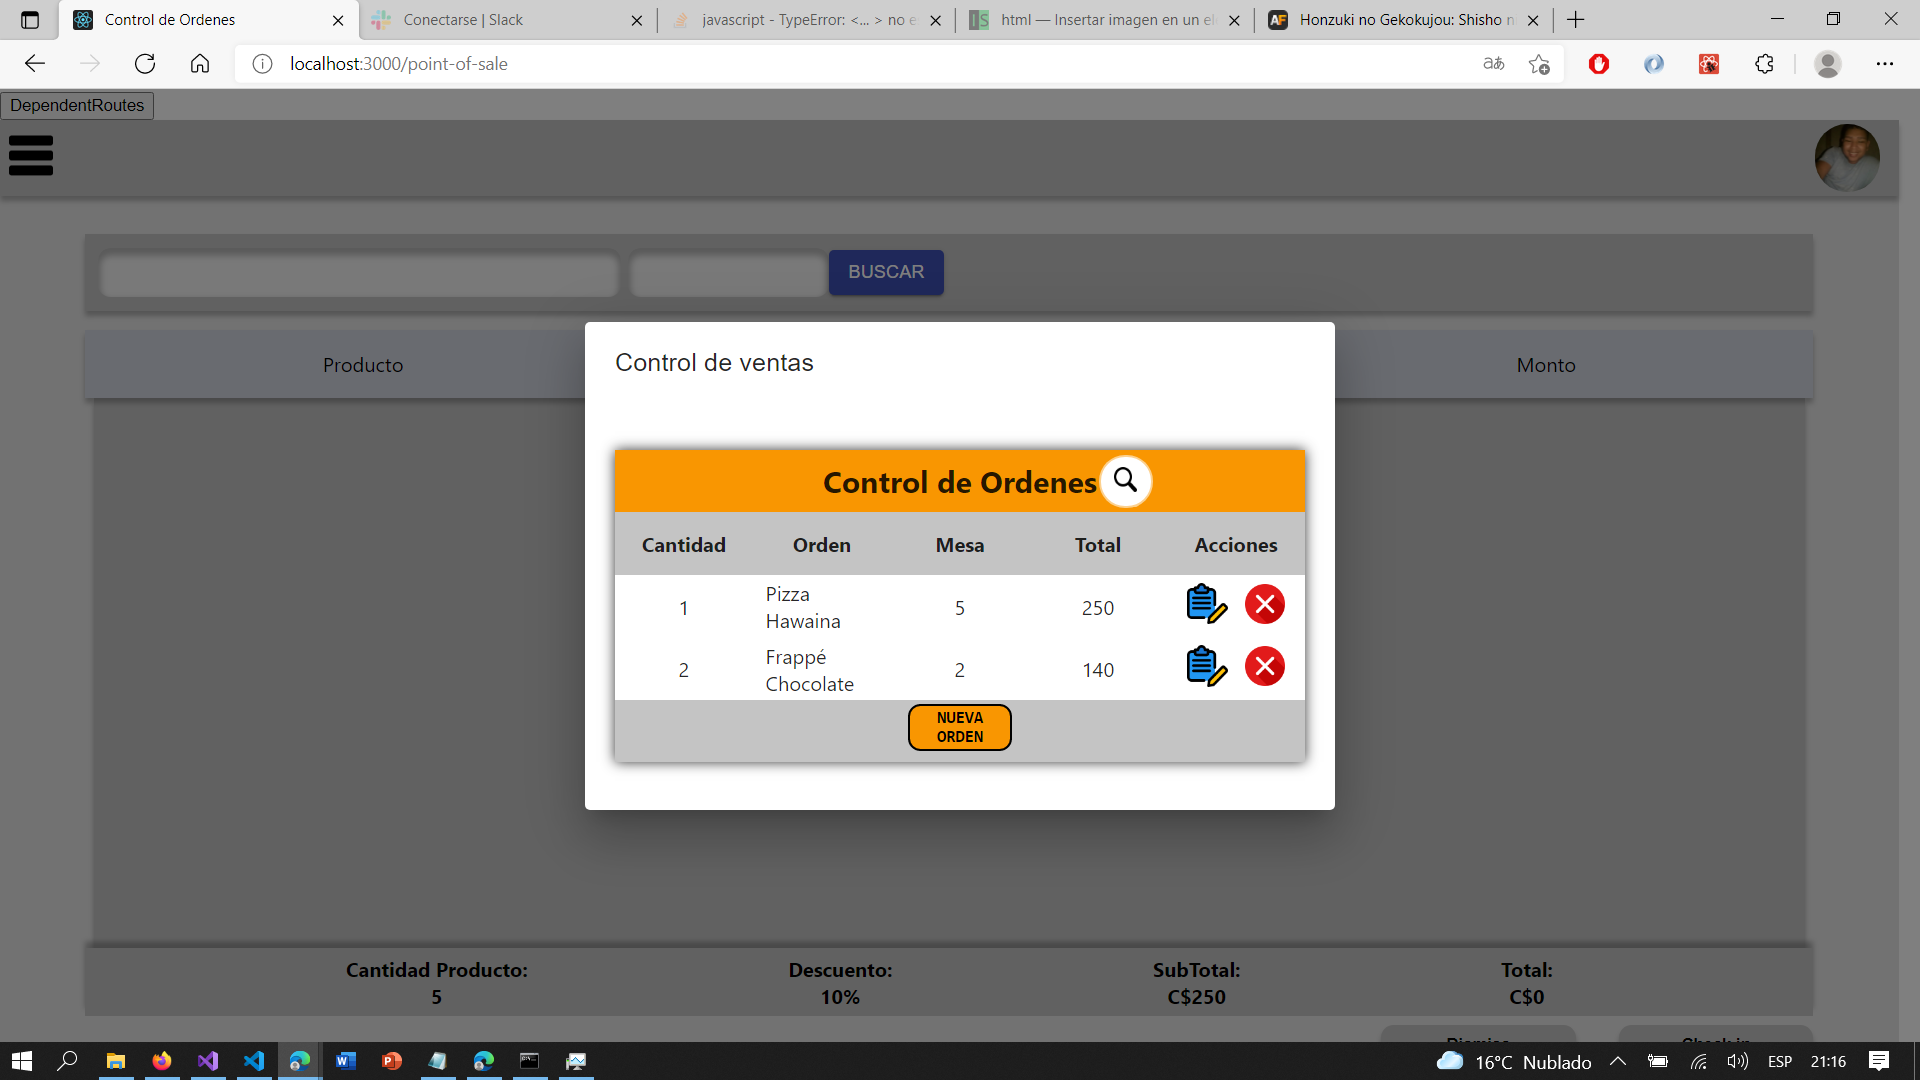 Control de Ordenes
Conectarse | Slack
javascript - TypeError: <... > no e
html — Insertar imagen en un el
Honzuki no Gekokujou: Shisho n
localhost:3000/point-of-sale
DependentRoutes
BUSCAR
Producto
Monto
Control de ventas
Control de Ordenes
Cantidad Orden Mesa Total Acciones
1 Pizza Hawaina 5 250
2 Frappé Chocolate 2 140
NUEVA
ORDEN
Cantidad Producto: Descuento: SubTotal: Total:
5 10% C$250 C$0
16°C Nublado
ESP
21:16